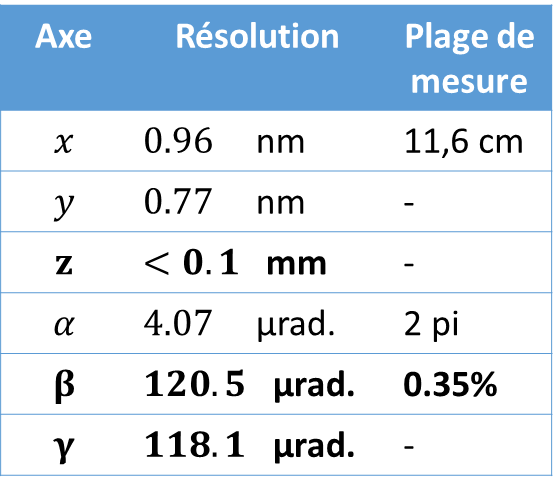 Axe Résolution Plage de
mesure
x 0.96 nm 11,6 cm
y 0.77 nm -
z < 0.1 mm -
α 4.07 μrad. 2 pi
β 120.5 μrad. 0.35%
γ 118.1 μrad. -